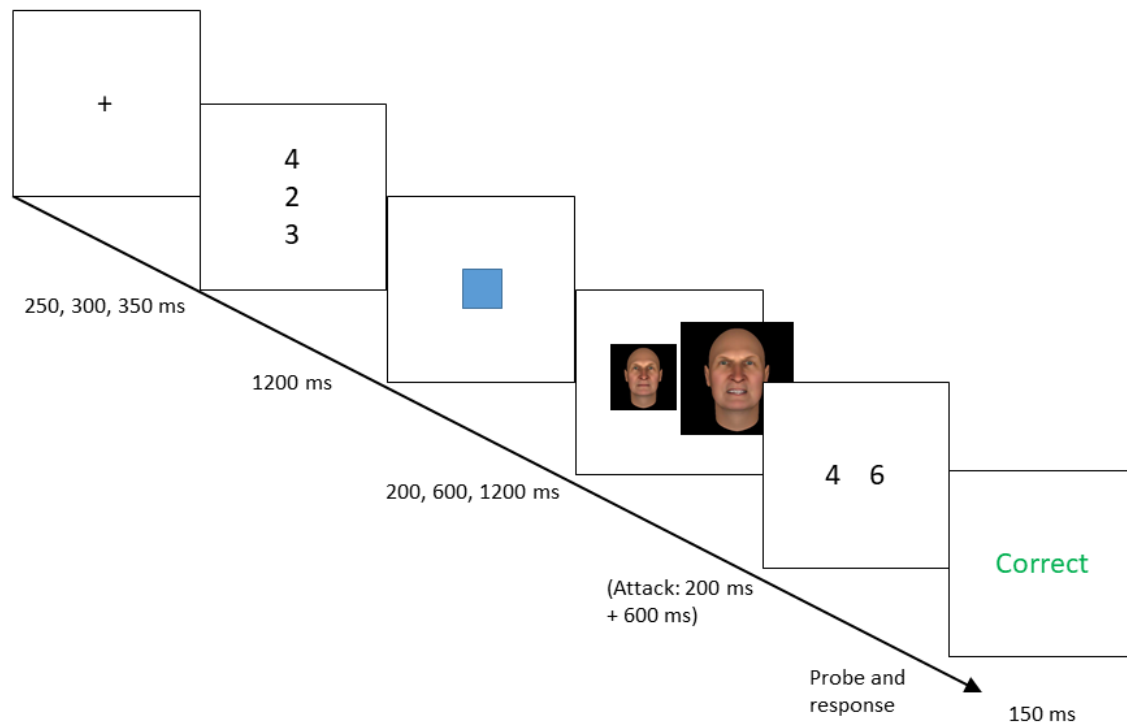 +
4
2
3
250, 300, 350 ms
1200 ms
200, 600, 1200 ms
(Attack: 200 ms
+ 600 ms)
4 6
Correct
Probe and
response
150 ms